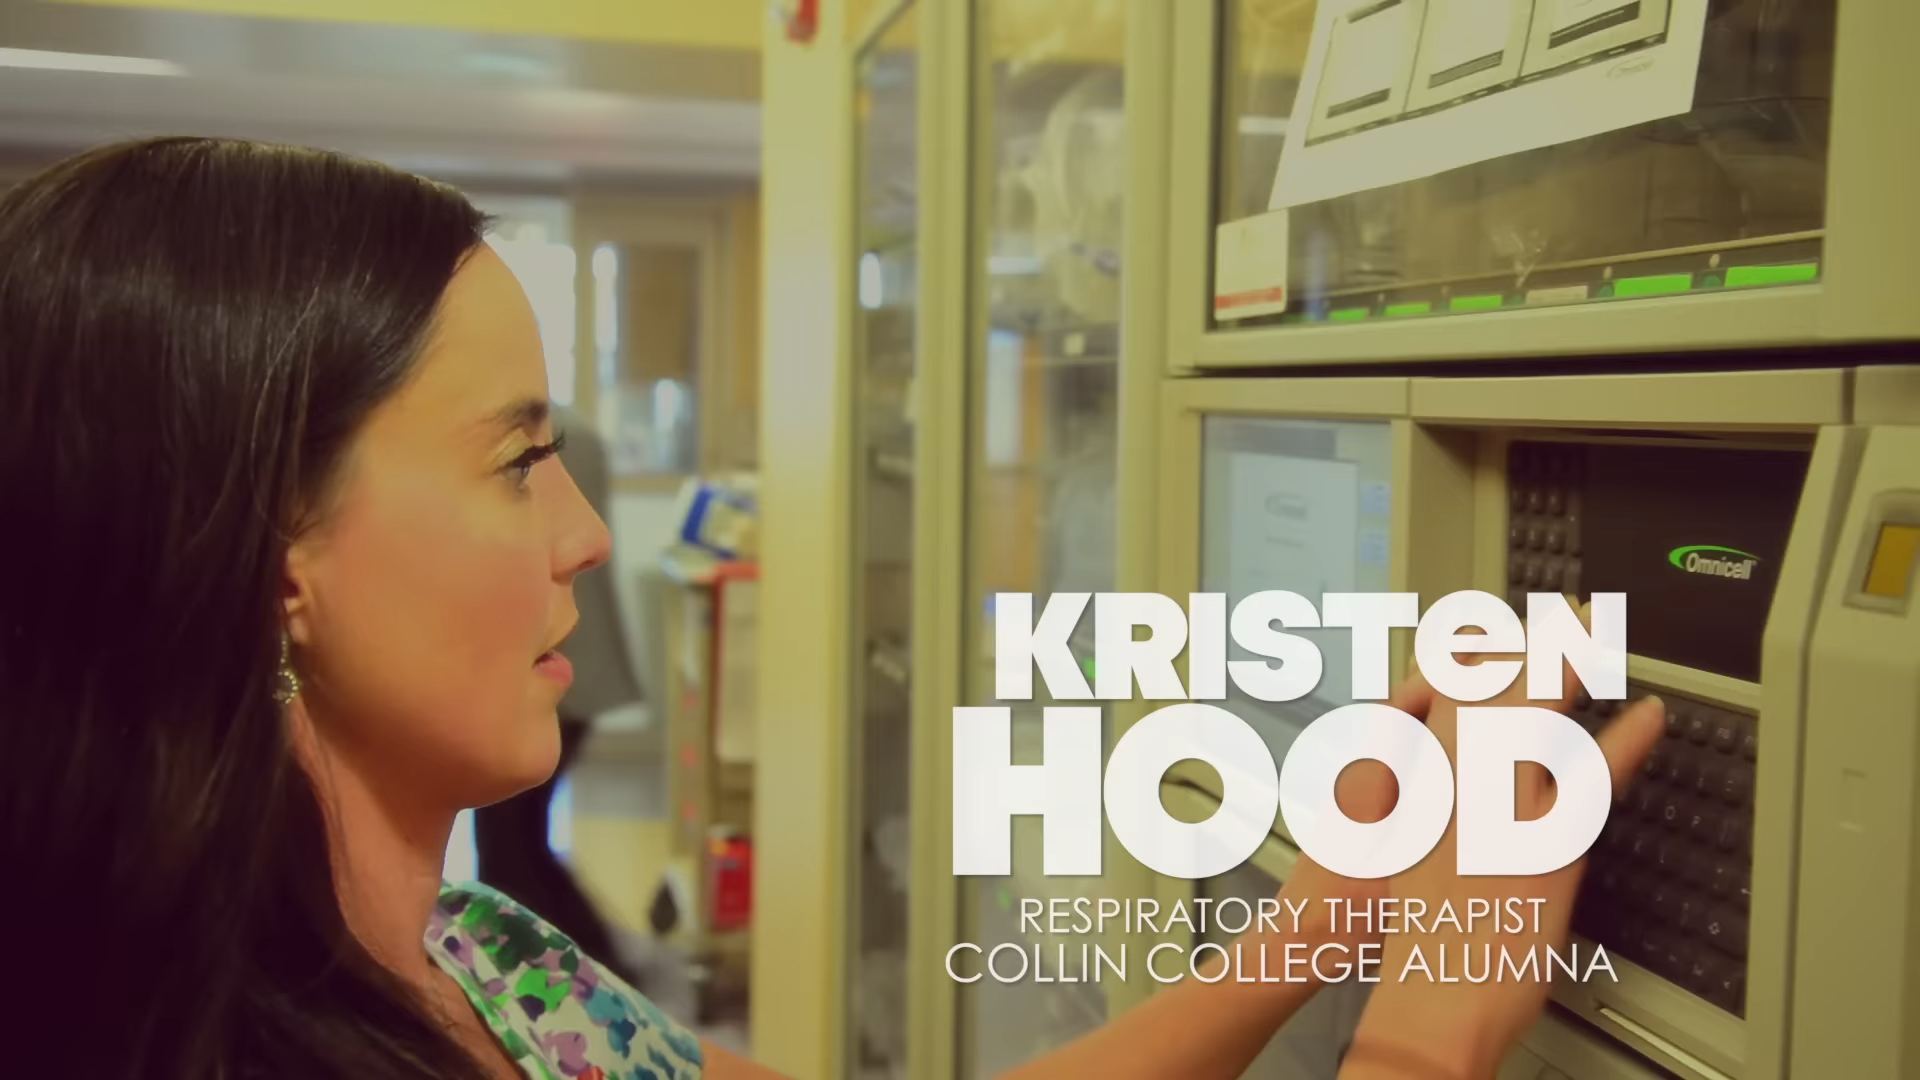 Omnicell
KRISTeN
HOOD
RESPIRATORY THERAPIST
COLLIN COLLEGE ALUMNA